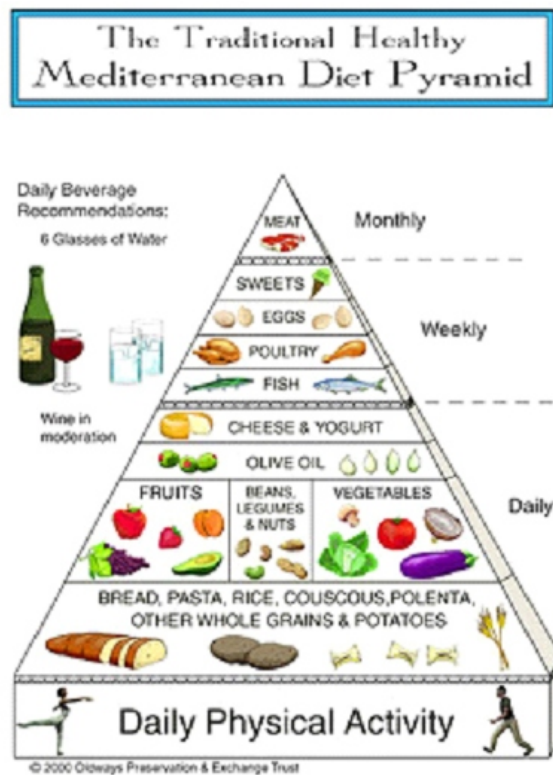 The Traditional Healthy
Mediterranean Diet Pyramid
Daily Beverage
Recommendations:
6 Glasses of Water
Wine in
moderation
MEAT
Monthly
SWEETS
EGGS
Weekly
POULTRY
FISH
CHEESE & YOGURT
OLIVE OIL
FRUITS
BEANS,
LEGUMES
& NUTS
VEGETABLES
Daily
BREAD, PASTA, RICE, COUSCOUS,POLENTA,
OTHER WHOLE GRAINS & POTATOES
Daily Physical Activity
© 2000 Oldways Preservation & Exchange Trust